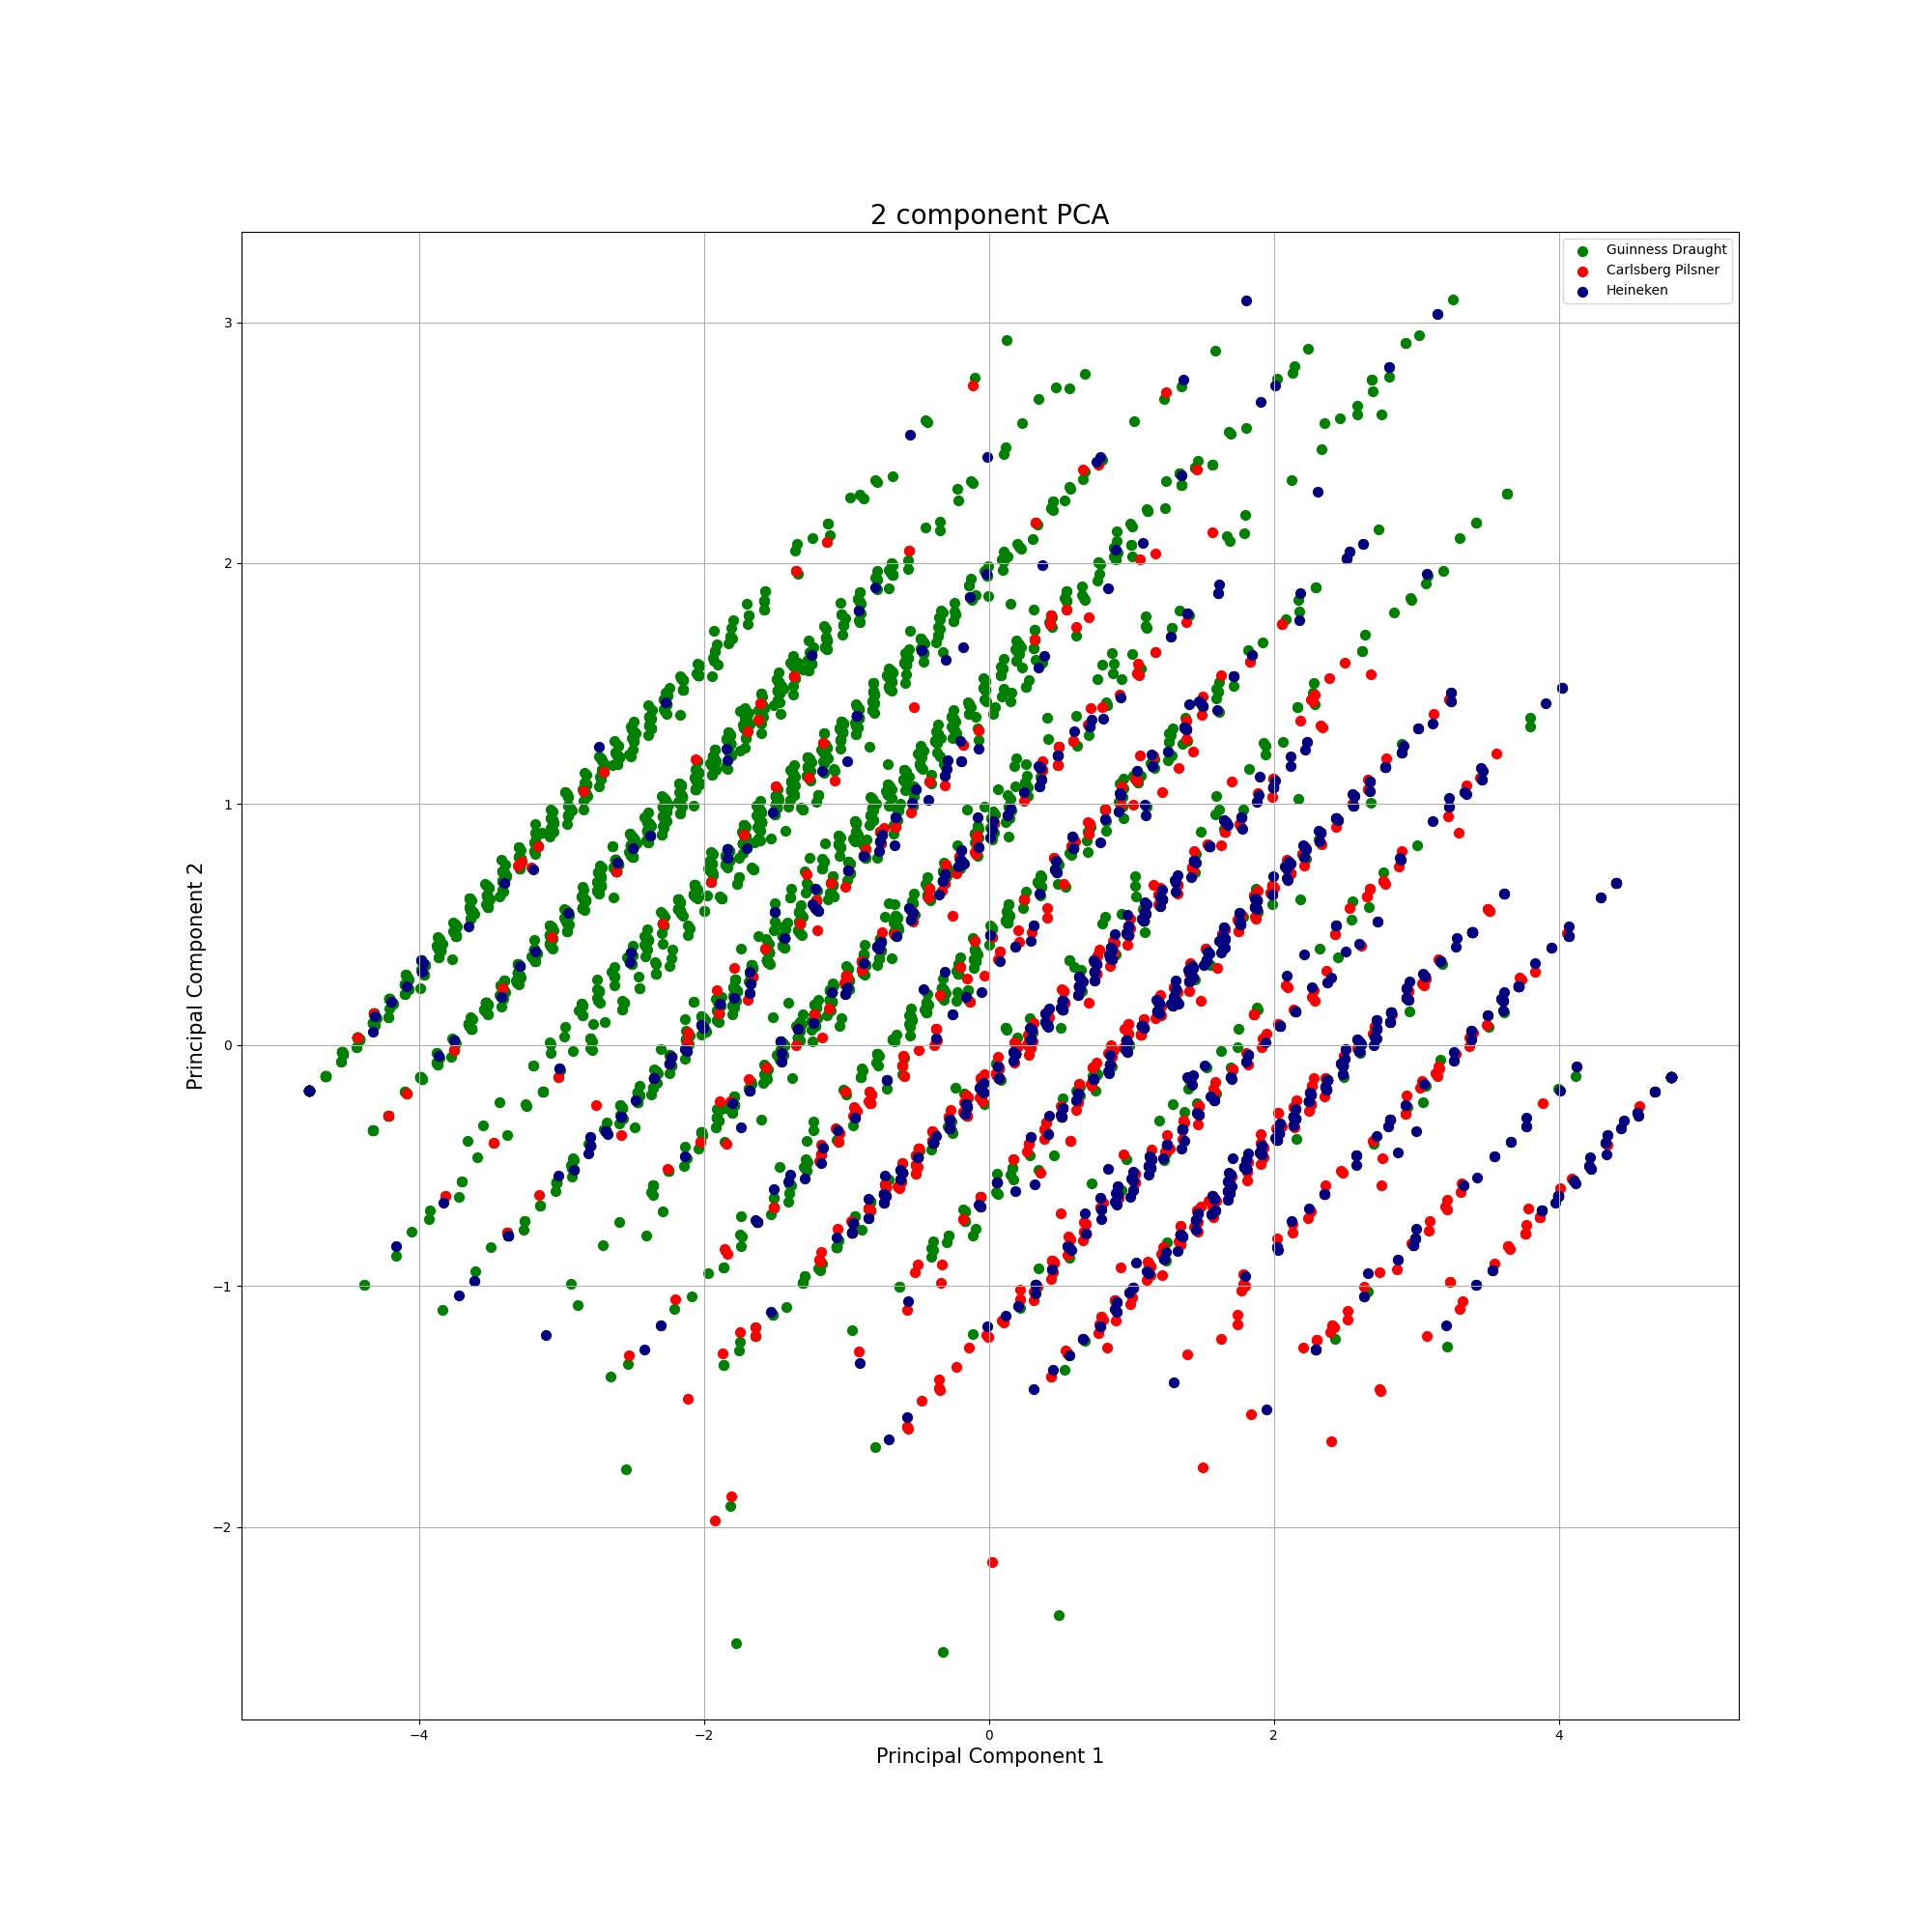 2 component PCA
Guinness Draught
Carlsberg Pilsner
Heineken
3
2
1
0
−1
−2
Principal Component 2
−4
−2
0
2
4
Principal Component 1